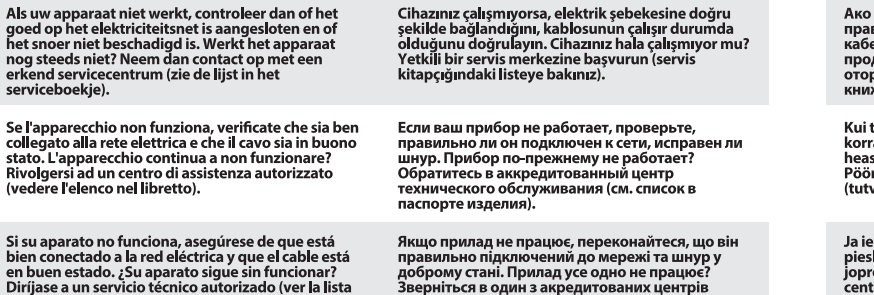 Als uw apparaat niet werkt, controleer dan of het
goed op het elektriciteitsnet is aangesloten en of
het snoer niet beschadigd is. Werkt het apparaat
nog steeds niet? Neem dan contact op met een
erkend servicecentrum (zie de lijst in het
serviceboekje).
Cihazınız çalışmıyorsa, elektrik şebekesine doğru
şekilde bağlandığını, kablosunun çalışır durumda
olduğunu doğrulayın. Cihazınız hala çalışmıyor mu?
Yetkili bir servis merkezine başvurun (servis
kitapçığındaki listeye bakınız).
Ако
Se l'apparecchio non funziona, verificate che sia ben
collegato alla rete elettrica e che il cavo sia in buono
stato. L'apparecchio continua a non funzionare?
Rivolgersi ad un centro di assistenza autorizzato
(vedere l'elenco nel libretto).
Если ваш прибор не работает, проверьте,
правильно ли он подключен к сети, исправен ли
шнур. Прибор по-прежнему не работает?
Обратитесь в аккредитованный центр
технического обслуживания (см. список в
паспорте изделия).
Kui
Si su aparato no funciona, asegúrese de que está
bien conectado a la red eléctrica y que el cable está
en buen estado. ¿Su aparato sigue sin funcionar?
Diríjase a un servicio técnico autorizado (ver la lista
Якщо прилад не працює, переконайтеся, що він
правильно підключений до мережі та шнур у
доброму стані. Прилад усе одно не працює?
Зверніться в один з акредитованих центрів
Ja